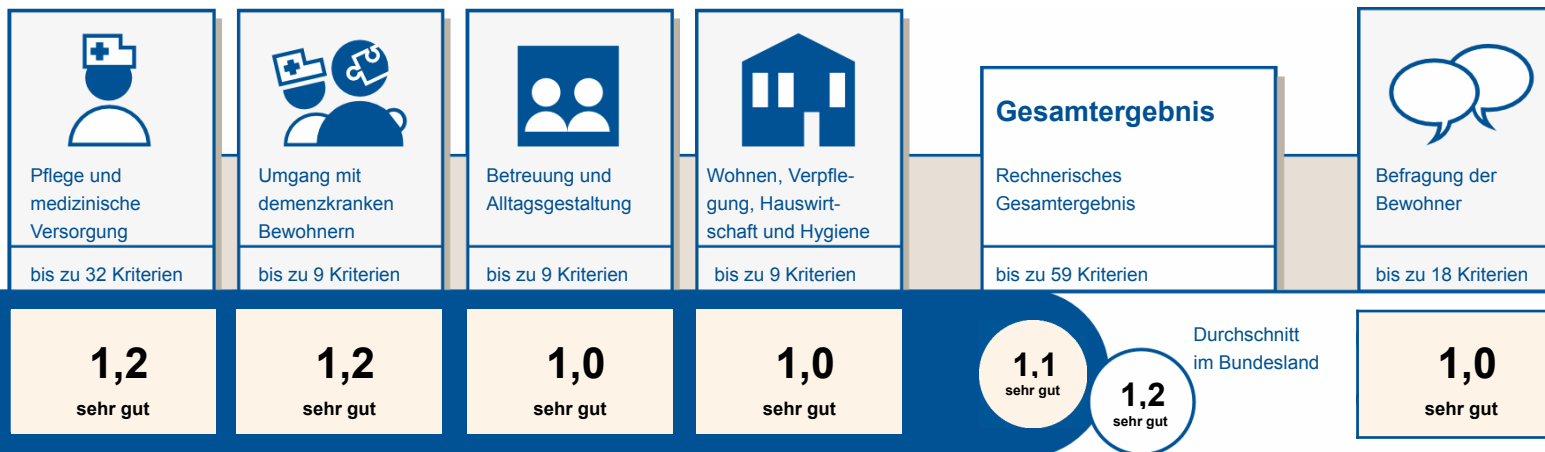 Pflege und
medizinische
Versorgung
bis zu 32 Kriterien
1,2
sehr gut
Umgang mit
demenzkranken
Bewohnern
bis zu 9 Kriterien
1,2
sehr gut
Betreuung und
Alltagsgestaltung
bis zu 9 Kriterien
1,0
sehr gut
Wohnen, Verpfle-
gung, Hauswirt-
schaft und Hygiene
bis zu 9 Kriterien
1,0
sehr gut
Gesamtergebnis
Rechnerisches
Gesamtergebnis
bis zu 59 Kriterien
1,1
sehr gut
Durchschnitt
im Bundesland
1,2
sehr gut
Befragung der
Bewohner
bis zu 18 Kriterien
1,0
sehr gut